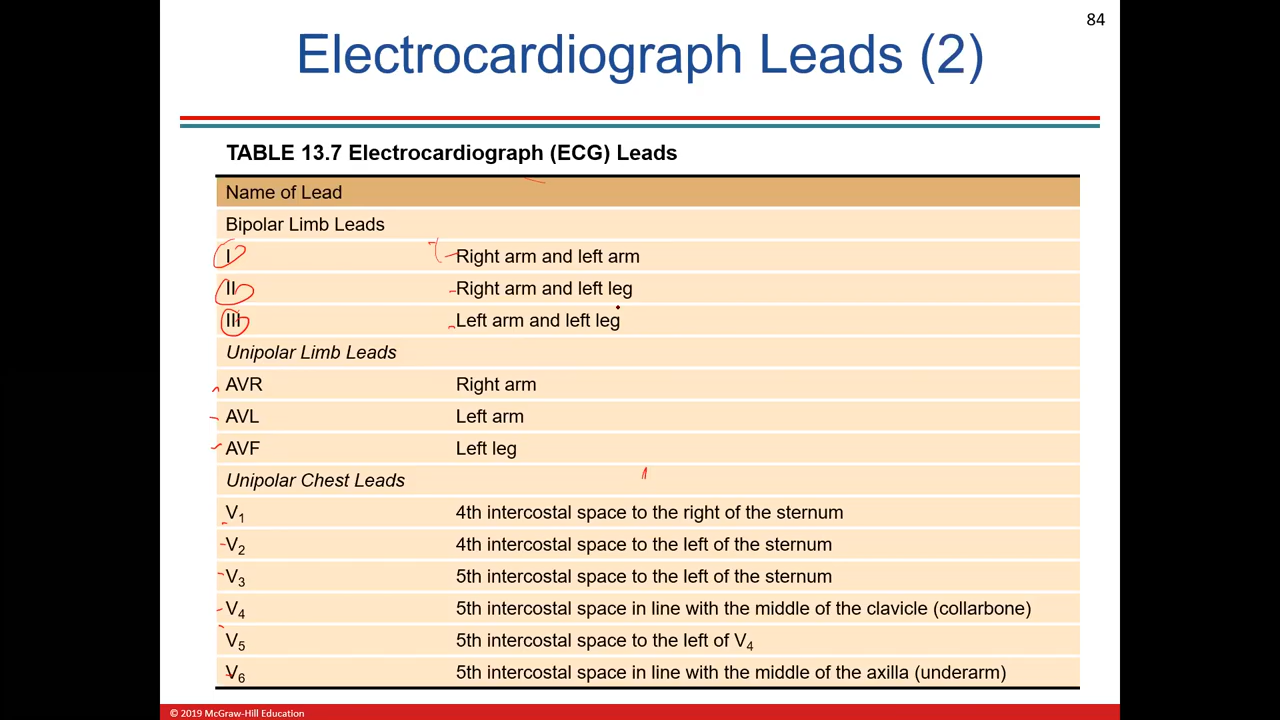 84
Electrocardiograph Leads (2)
TABLE 13.7 Electrocardiograph (ECG) Leads
Name of Lead
Bipolar Limb Leads
I Right arm and left arm
II Right arm and left leg
III Left arm and left leg
Unipolar Limb Leads
AVR Right arm
AVL Left arm
AVF Left leg
Unipolar Chest Leads
V₁ 4th intercostal space to the right of the sternum
V₂ 4th intercostal space to the left of the sternum
V₃ 5th intercostal space to the left of the sternum
V₄ 5th intercostal space in line with the middle of the clavicle (collarbone)
V₅ 5th intercostal space to the left of V₄
V₆ 5th intercostal space in line with the middle of the axilla (underarm)
© 2019 McGraw-Hill Education